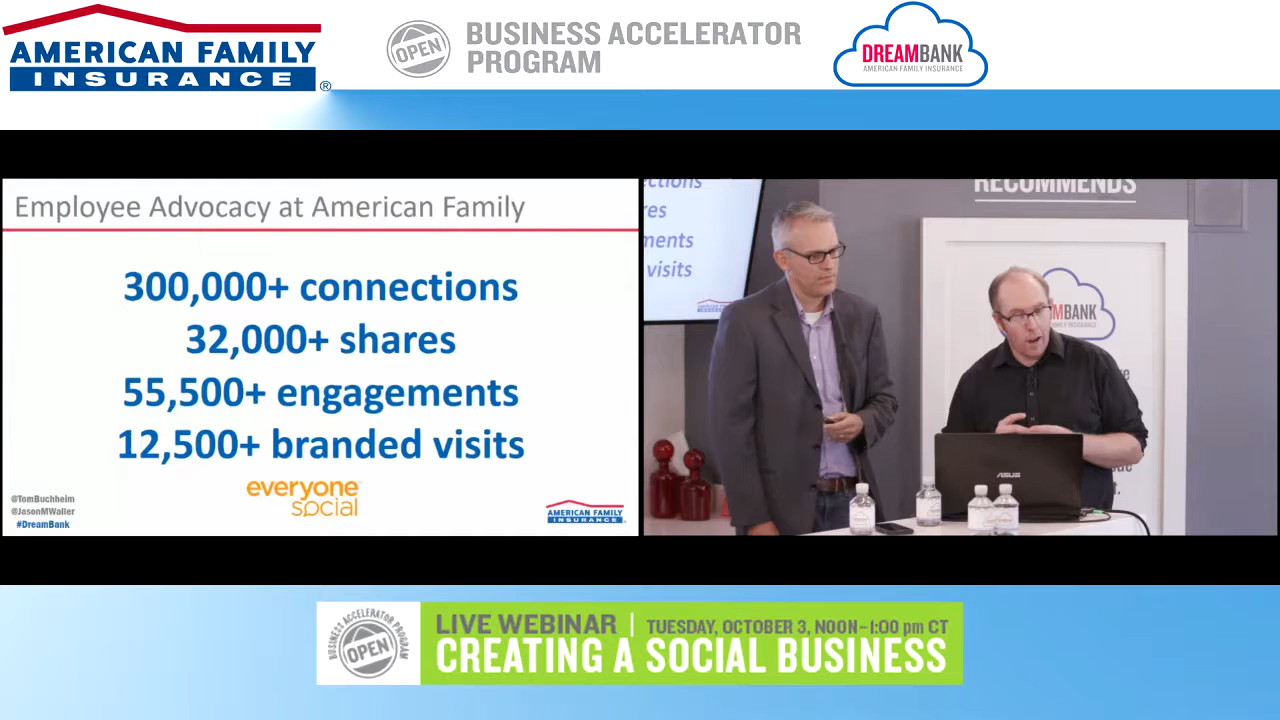 AMERICAN FAMILY
INSURANCE ®
OPEN
BUSINESS ACCELERATOR
PROGRAM
DREAMBANK
AMERICAN FAMILY INSURANCE
Employee Advocacy at American Family
300,000+ connections
32,000+ shares
55,500+ engagements
12,500+ branded visits
everyone
social
@TomBuchheim
@JasonMWaller
#DreamBank
AMERICAN FAMILY
INSURANCE
RECOMMENDS
visits
MBANK
ASUS
BUSINESS ACCELERATOR PROGRAM
OPEN
LIVE WEBINAR | TUESDAY, OCTOBER 3, NOON–1:00 pm CT
CREATING A SOCIAL BUSINESS